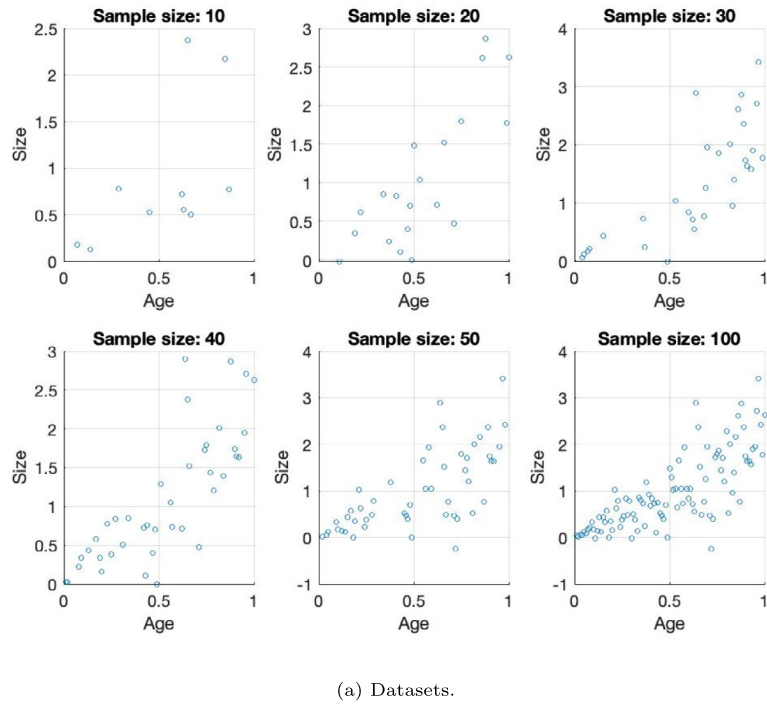 Sample size: 10
2.5
2
1.5
1
0.5
0
0 0.5 1
Size
Age
Sample size: 20
3
2.5
2
1.5
1
0.5
0
0 0.5 1
Size
Age
Sample size: 30
4
3
2
1
0
0 0.5 1
Size
Age
Sample size: 40
3
2.5
2
1.5
1
0.5
0
0 0.5 1
Size
Age
Sample size: 50
4
3
2
1
0
-1
0 0.5 1
Size
Age
Sample size: 100
4
3
2
1
0
-1
0 0.5 1
Size
Age
(a) Datasets.